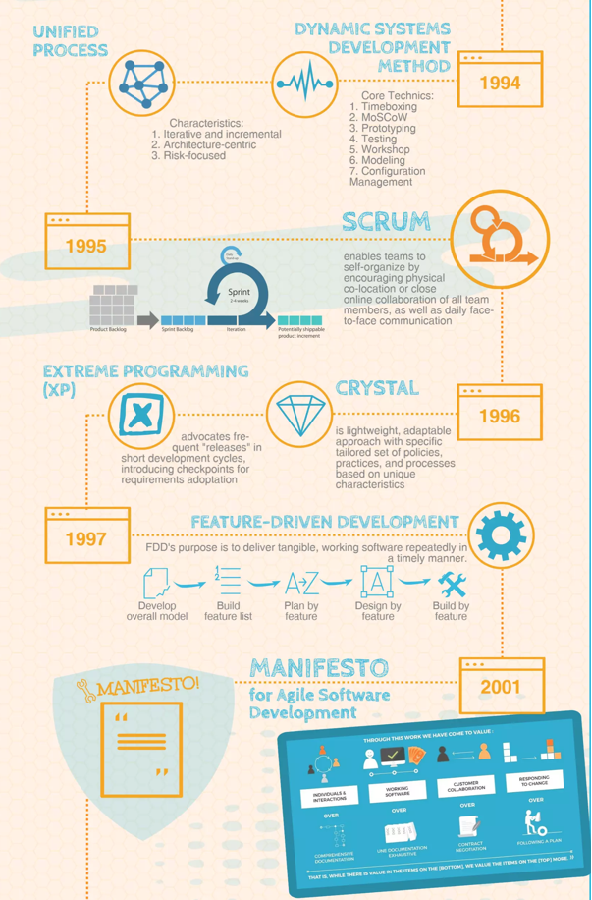 UNIFIED
PROCESS
DYNAMIC SYSTEMS
DEVELOPMENT
METHOD
1994
Characteristics:
1. Iterative and incremental
2. Architecture-centric
3. Risk-focused
Core Technics:
1. Timeboxing
2. MoSCoW
3. Prototyping
4. Testing
5. Workshop
6. Modeling
7. Configuration
Management
1995
SCRUM
enables teams to
self-organize by
encouraging physical
co-location or close
online collaboration of all team
members, as well as daily face-
to-face communication
Sprint
2-4 weeks
Product Backlog
Sprint Backlog
Iteration
Potentially shippable
product increment
EXTREME PROGRAMMING
(XP)
CRYSTAL
1996
advocates fre-
quent "releases" in
short development cycles,
introducing checkpoints for
requirements adoptation
is lightweight, adaptable
approach with specific
tailored set of policies,
practices, and processes
based on unique
characteristics
1997
FEATURE-DRIVEN DEVELOPMENT
FDD's purpose is to deliver tangible, working software repeatedly in
a timely manner.
A→Z
A
Develop
overall model
Build
feature list
Plan by
feature
Design by
feature
Build by
feature
MANIFESTO
for Agile Software
Development
2001
MANIFESTO!
THROUGH THIS WORK WE HAVE COME TO VALUE :
INDIVIDUALS &
INTERACTIONS
WORKING
SOFTWARE
CUSTOMER
COLLABORATION
RESPONDING
TO CHANGE
OVER
OVER
OVER
OVER
COMPREHENSIVE
DOCUMENTATION
UNE DOCUMENTATION
EXHAUSTIVE
CONTRACT
NEGOTIATION
FOLLOWING A PLAN
THAT IS, WHILE THERE IS VALUE IN THE ITEMS ON THE [BOTTOM], WE VALUE THE ITEMS ON THE [TOP] MORE.